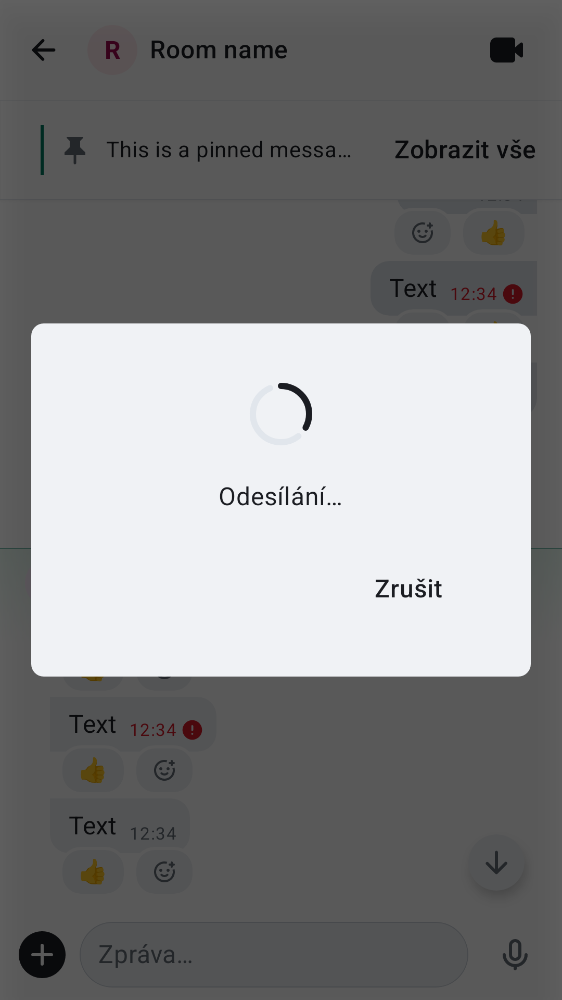 R Room name
This is a pinned messa… Zobrazit vše
Text 12:34
Odesílání…
Zrušit
Text 12:34
Text 12:34
Zpráva…